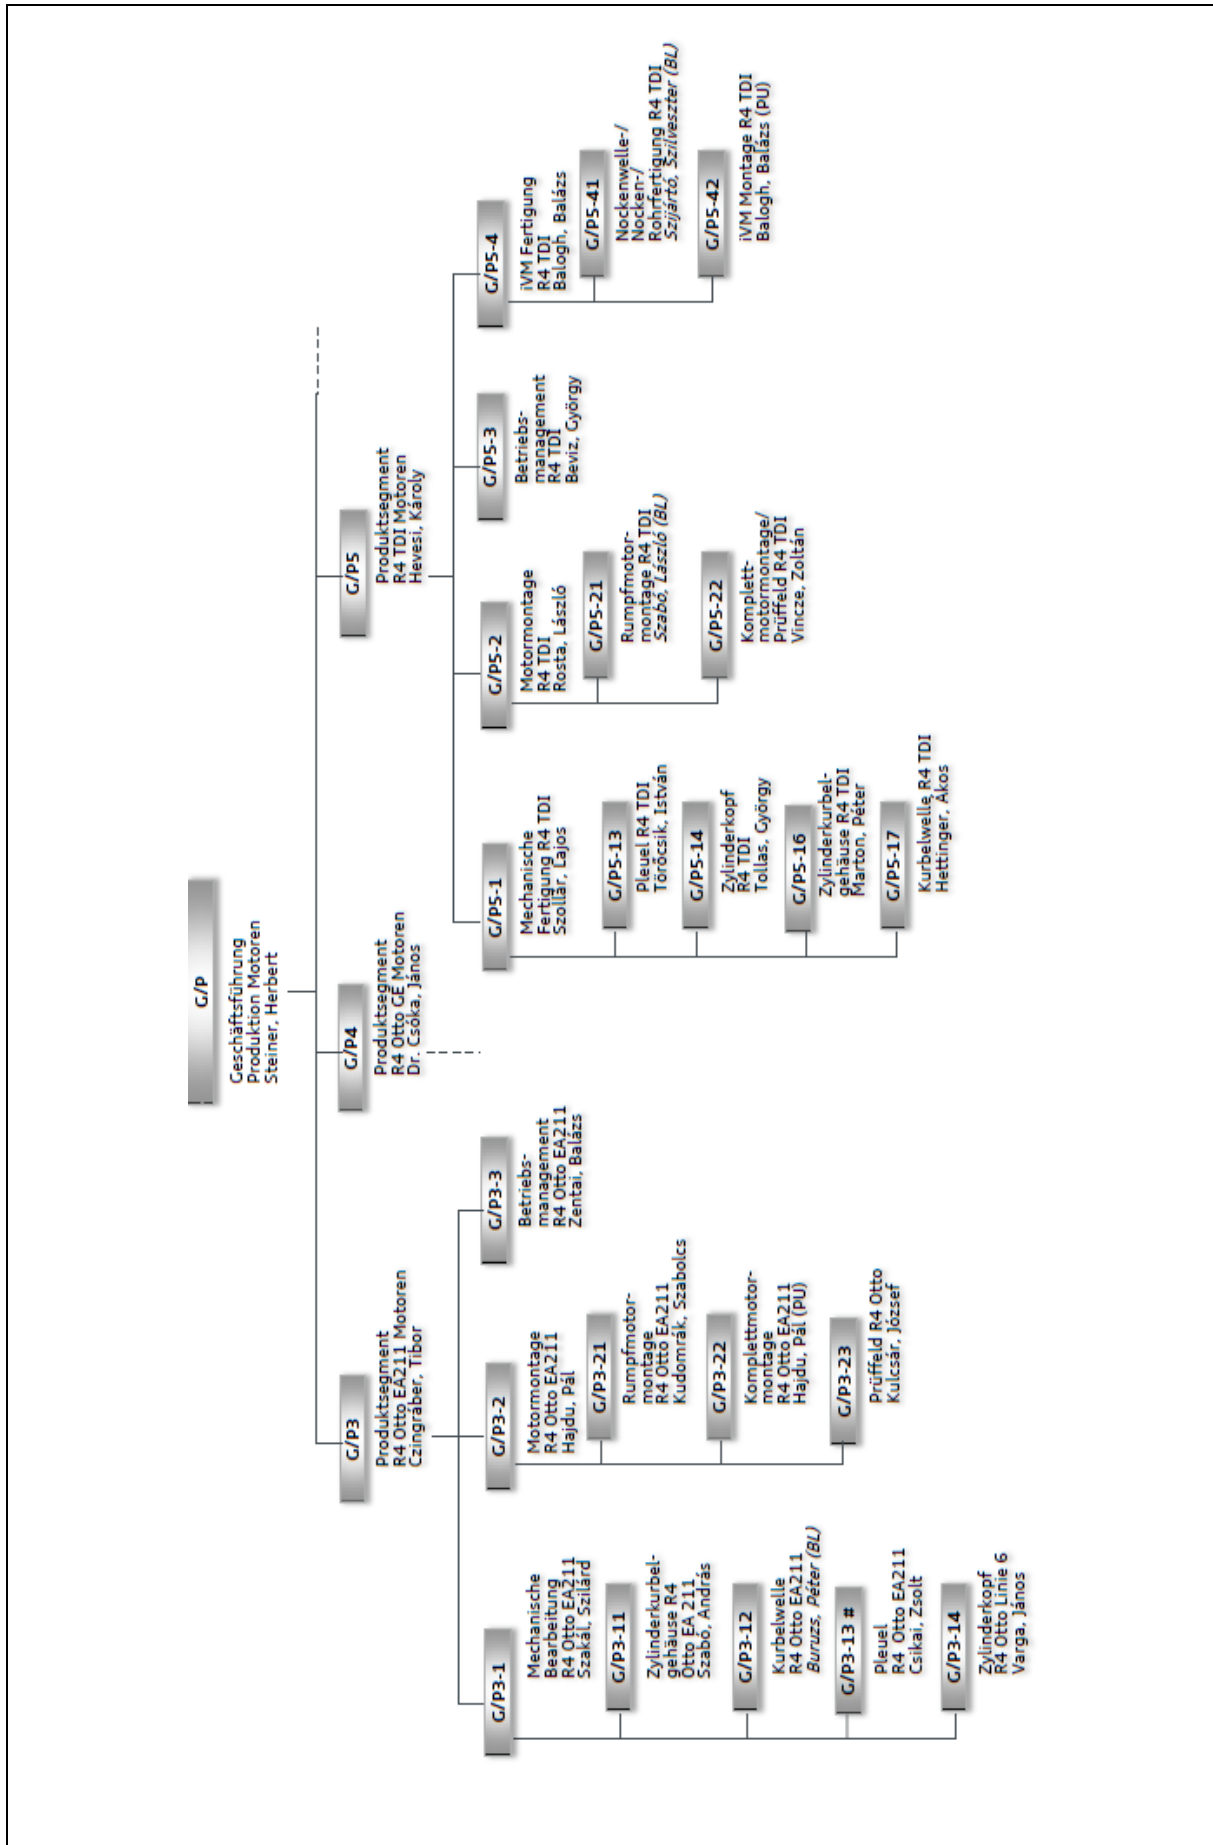 G/P
Geschäftsführung
Produktion Motoren
Steiner, Herbert
G/P3
Produktsegment
R4 Otto EA211 Motoren
Czingráber, Tibor
G/P3-1
Mechanische
Bearbeitung
R4 Otto EA211
Szakál, Szilárd
G/P3-11
Zylinderkurbel-
gehäuse R4
Otto EA 211
Szabó, András
G/P3-12
Kurbelwelle
R4 Otto EA211
Buruzs, Péter (BL)
G/P3-13 #
Pleuel
R4 Otto EA211
Csikai, Zsolt
G/P3-14
Zylinderkopf
R4 Otto Linie 6
Varga, János
G/P3-2
Motormontage
R4 Otto EA211
Hajdu, Pál
G/P3-21
Rumpfmotor-
montage
R4 Otto EA211
Kudomrák, Szabolcs
G/P3-22
Komplettmotor-
montage
R4 Otto EA211
Hajdu, Pál (PU)
G/P3-23
Prüffeld R4 Otto
Kulcsár, József
G/P3-3
Betriebs-
management
R4 Otto EA211
Zentai, Balázs
G/P4
Produktsegment
R4 Otto GE Motoren
Dr. Csóka, János
G/P5
Produktsegment
R4 TDI Motoren
Hevesi, Károly
G/P5-1
Mechanische
Fertigung R4 TDI
Szollár, Lajos
G/P5-13
Pleuel R4 TDI
Törőcsik, István
G/P5-14
Zylinderkopf
R4 TDI
Tollas, György
G/P5-16
Zylinderkurbel-
gehäuse R4 TDI
Marton, Péter
G/P5-17
Kurbelwelle R4 TDI
Hettinger, Ákos
G/P5-2
Motormontage
R4 TDI
Rosta, László
G/P5-21
Rumpfmotor-
montage R4 TDI
Szabó, László (BL)
G/P5-22
Komplett-
motormontage/
Prüffeld R4 TDI
Vincze, Zoltán
G/P5-3
Betriebs-
management
R4 TDI
Beviz, György
G/P5-4
iVM Fertigung
R4 TDI
Balogh, Balázs
G/P5-41
Nockenwelle-/
Nocken-/
Rohrfertigung R4 TDI
Szijártó, Szilveszter (BL)
G/P5-42
iVM Montage R4 TDI
Balogh, Balázs (PU)